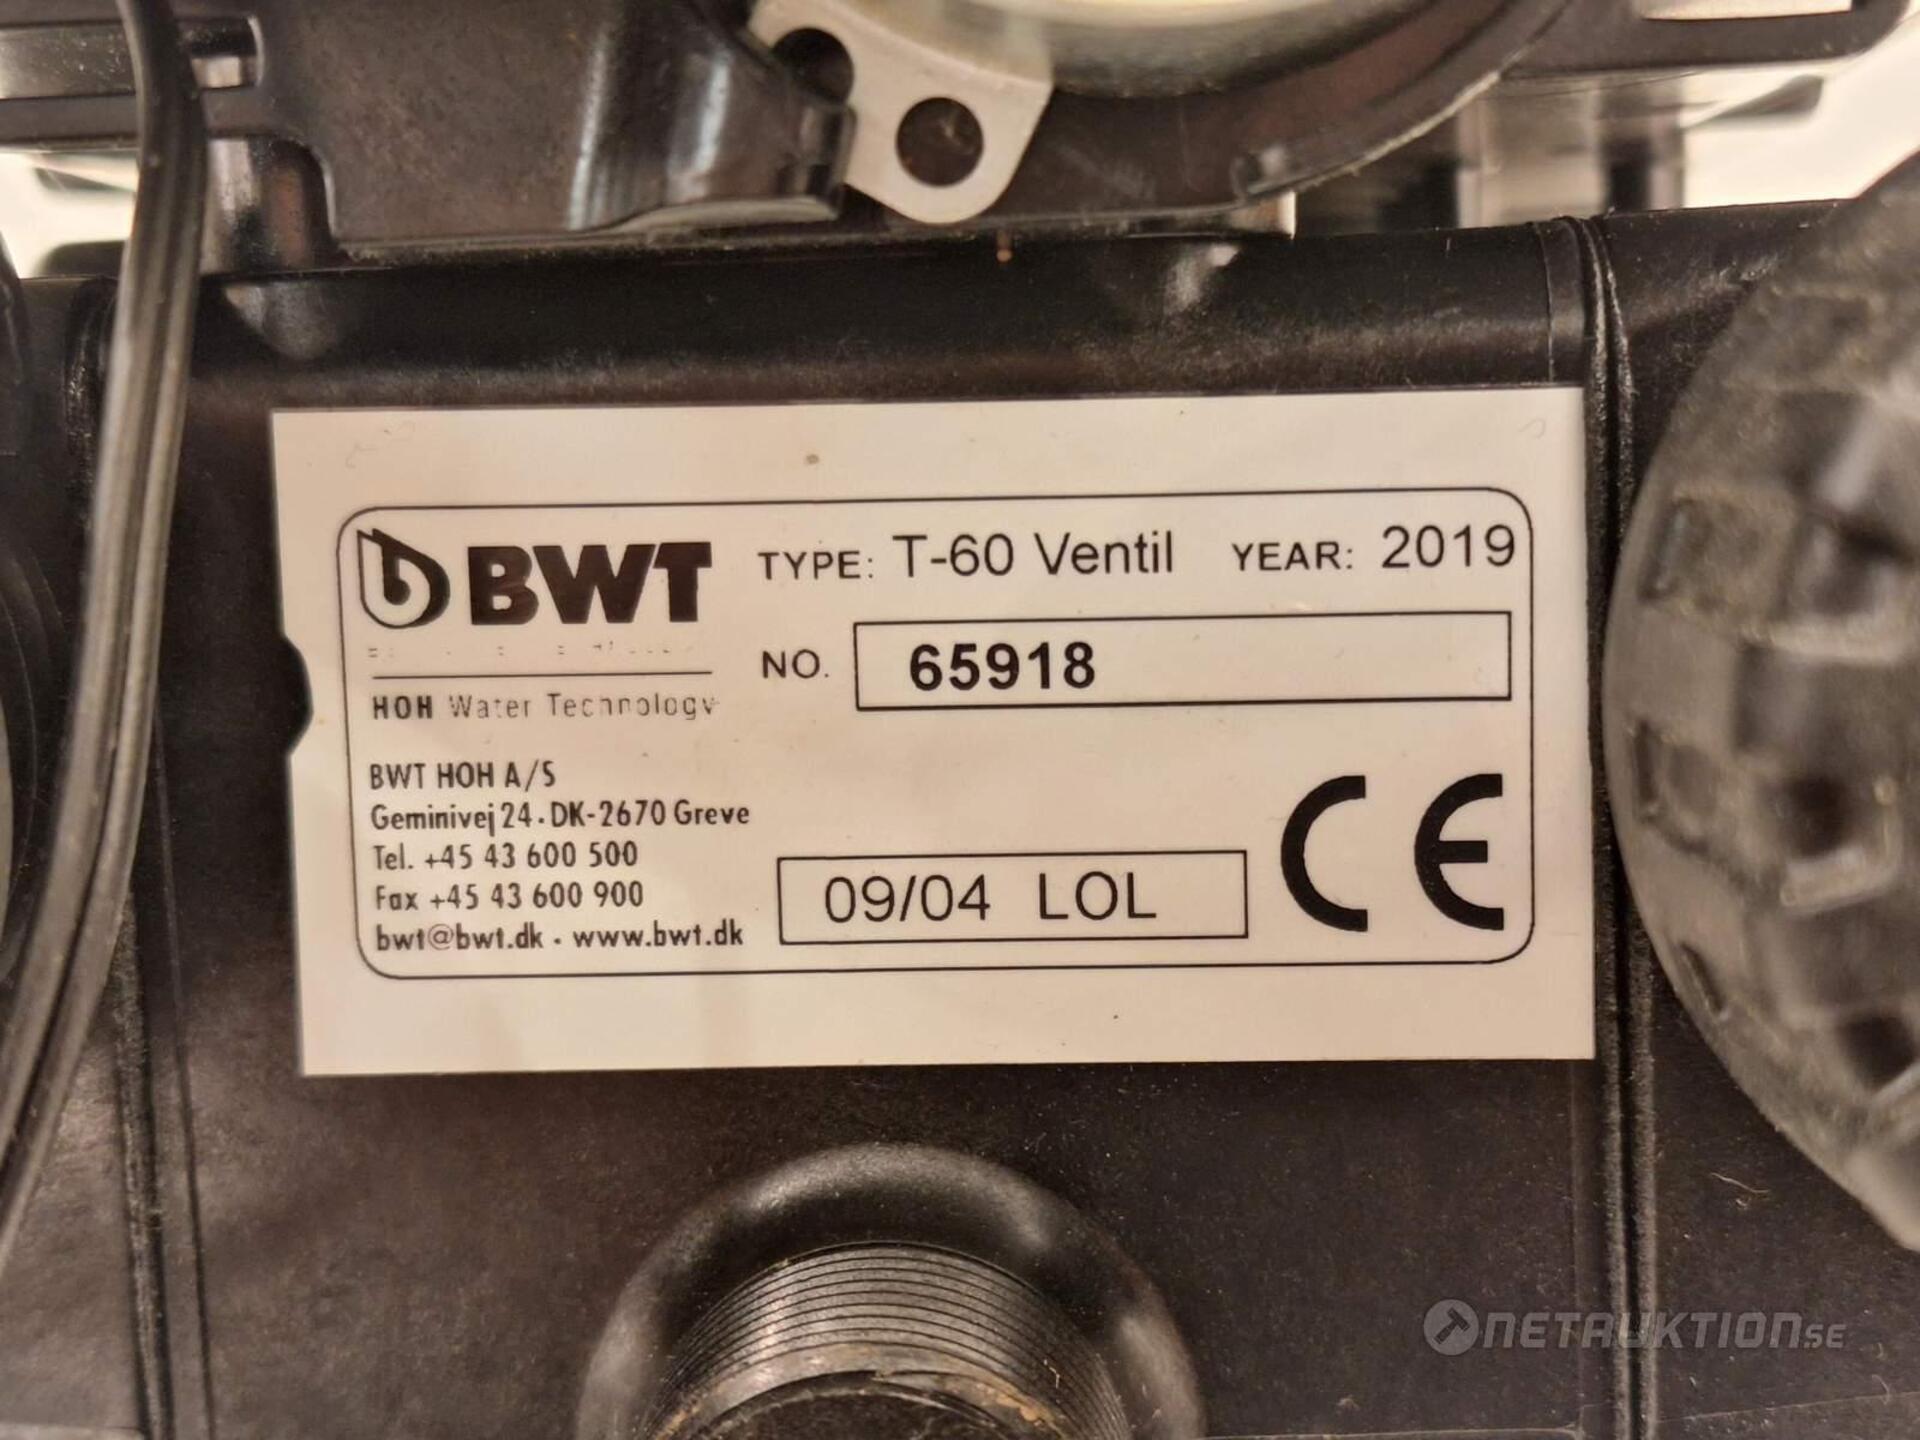 BWT
TYPE: T-60 Ventil YEAR: 2019
NO. 65918
HOH Water Technology
BWT HOH A/S
Geminivej 24 . DK-2670 Greve
Tel. +45 43 600 500
Fax +45 43 600 900
bwt@bwt.dk . www.bwt.dk
09/04 LOL
CE
NETAUKTION.SE